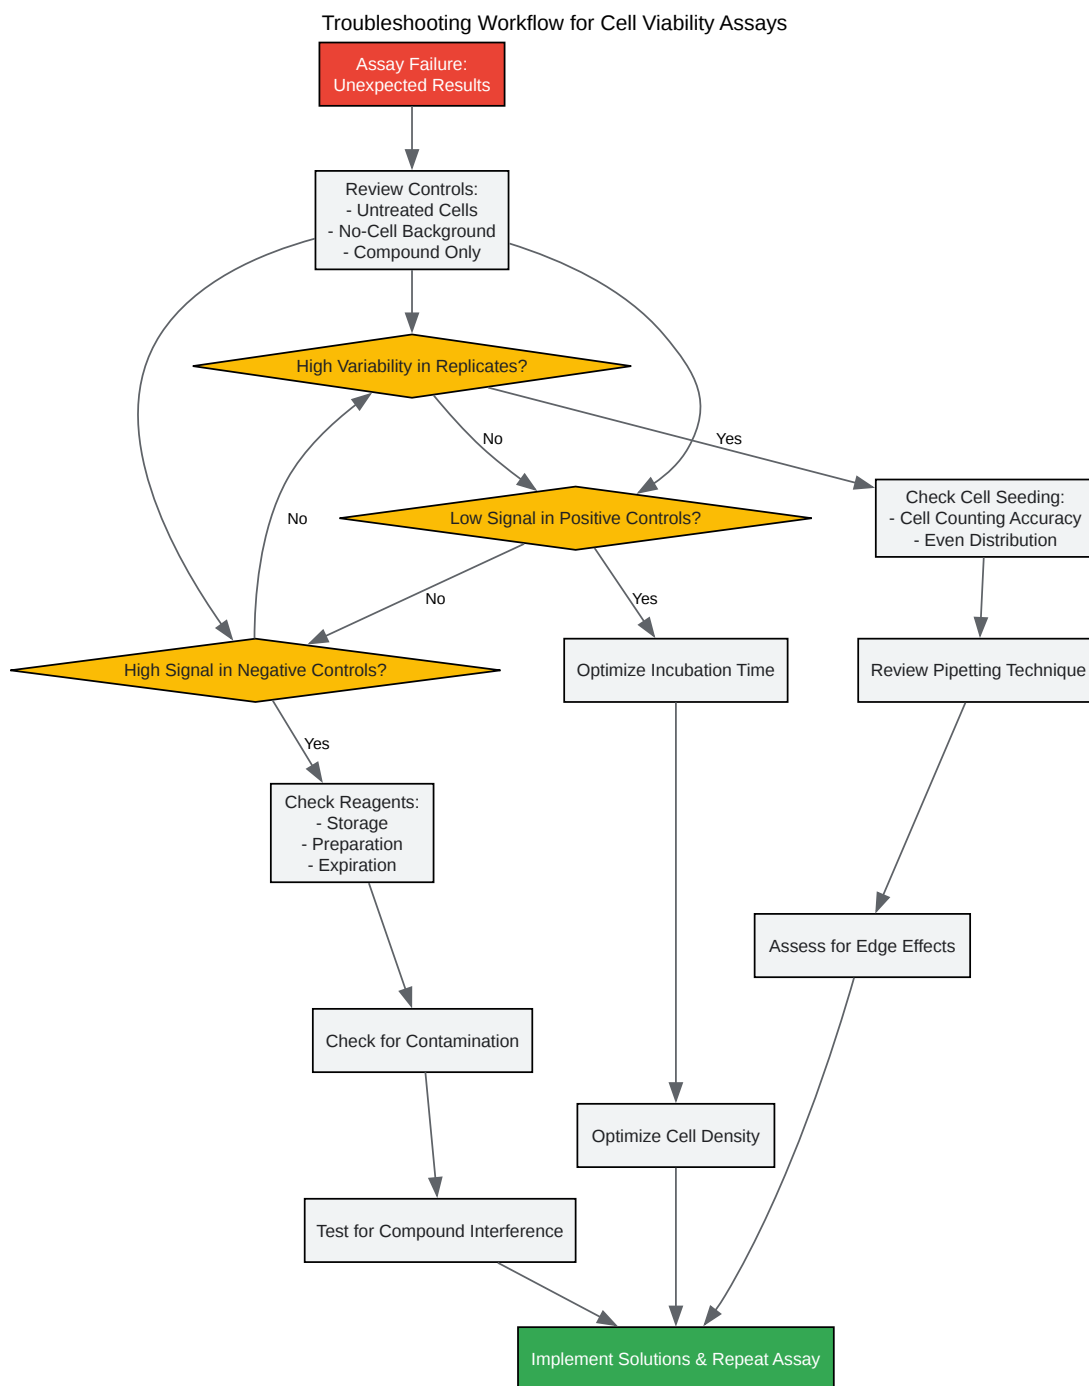 Troubleshooting Workflow for Cell Viability Assays
Assay Failure:
Unexpected Results
Review Controls:
- Untreated Cells
- No-Cell Background
- Compound Only
High Variability in Replicates?
No
Yes
Low Signal in Positive Controls?
No
Check Cell Seeding:
- Cell Counting Accuracy
- Even Distribution
No
Yes
High Signal in Negative Controls?
Optimize Incubation Time
Review Pipetting Technique
Yes
Check Reagents:
- Storage
- Preparation
- Expiration
Assess for Edge Effects
Check for Contamination
Optimize Cell Density
Test for Compound Interference
Implement Solutions & Repeat Assay